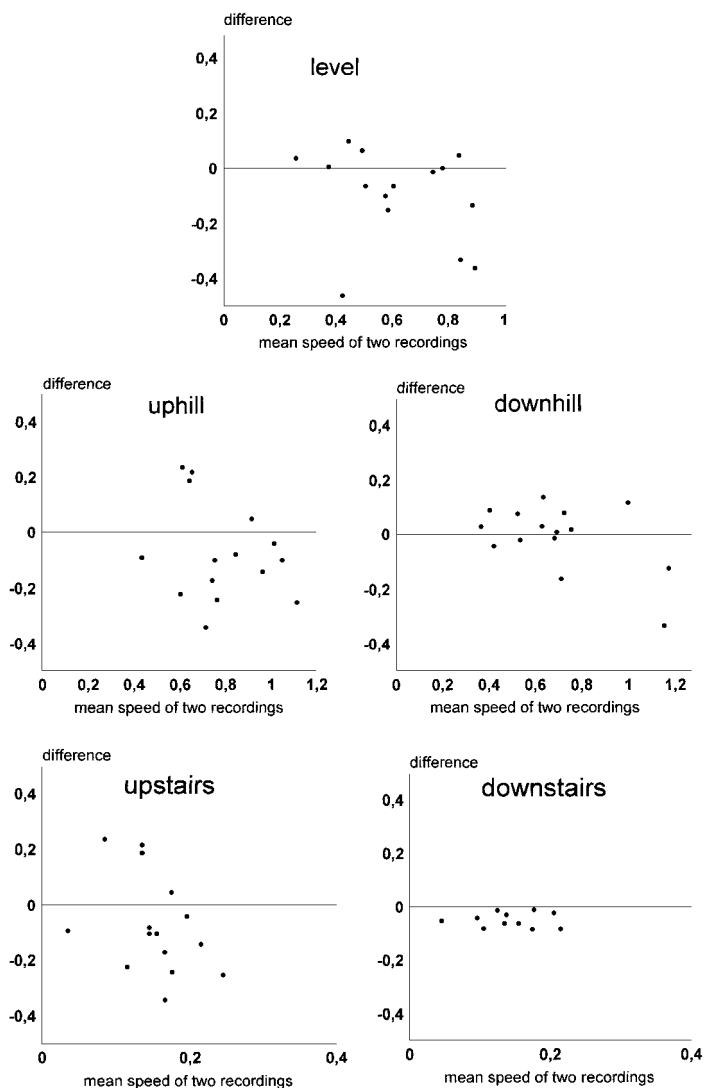 difference
level
0,4
0,2
0
-0,2
-0,4
0 0,2 0,4 0,6 0,8 1
mean speed of two recordings
difference
uphill
0,4
0,2
0
-0,2
-0,4
0 0,2 0,4 0,6 0,8 1 1,2
mean speed of two recordings
difference
downhill
0,4
0,2
0
-0,2
-0,4
0 0,2 0,4 0,6 0,8 1 1,2
mean speed of two recordings
difference
upstairs
0,4
0,2
0
-0,2
-0,4
0 0,2 0,4
mean speed of two recordings
difference
downstairs
0,4
0,2
0
-0,2
-0,4
0 0,2 0,4
mean speed of two recordings